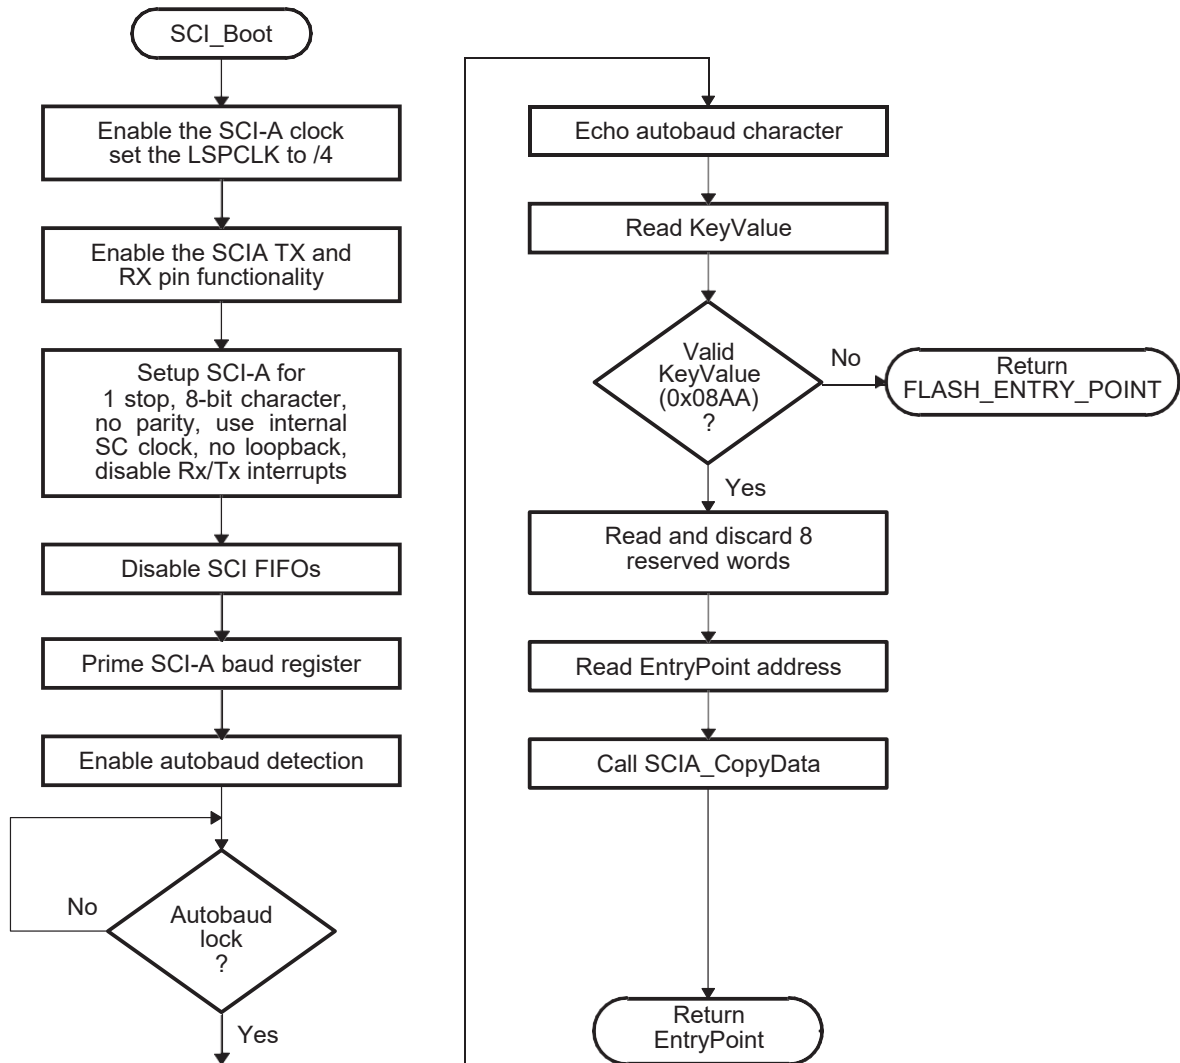 SCI_Boot
Enable the SCI-A clock
set the LSPCLK to /4
Enable the SCIA TX and
RX pin functionality
Setup SCI-A for
1 stop, 8-bit character,
no parity, use internal
SC clock, no loopback,
disable Rx/Tx interrupts
Disable SCI FIFOs
Prime SCI-A baud register
Enable autobaud detection
No
Autobaud
lock
?
Yes
Echo autobaud character
Read KeyValue
Valid
KeyValue
(0x08AA)
?
No
Return
FLASH_ENTRY_POINT
Yes
Read and discard 8
reserved words
Read EntryPoint address
Call SCIA_CopyData
Return
EntryPoint